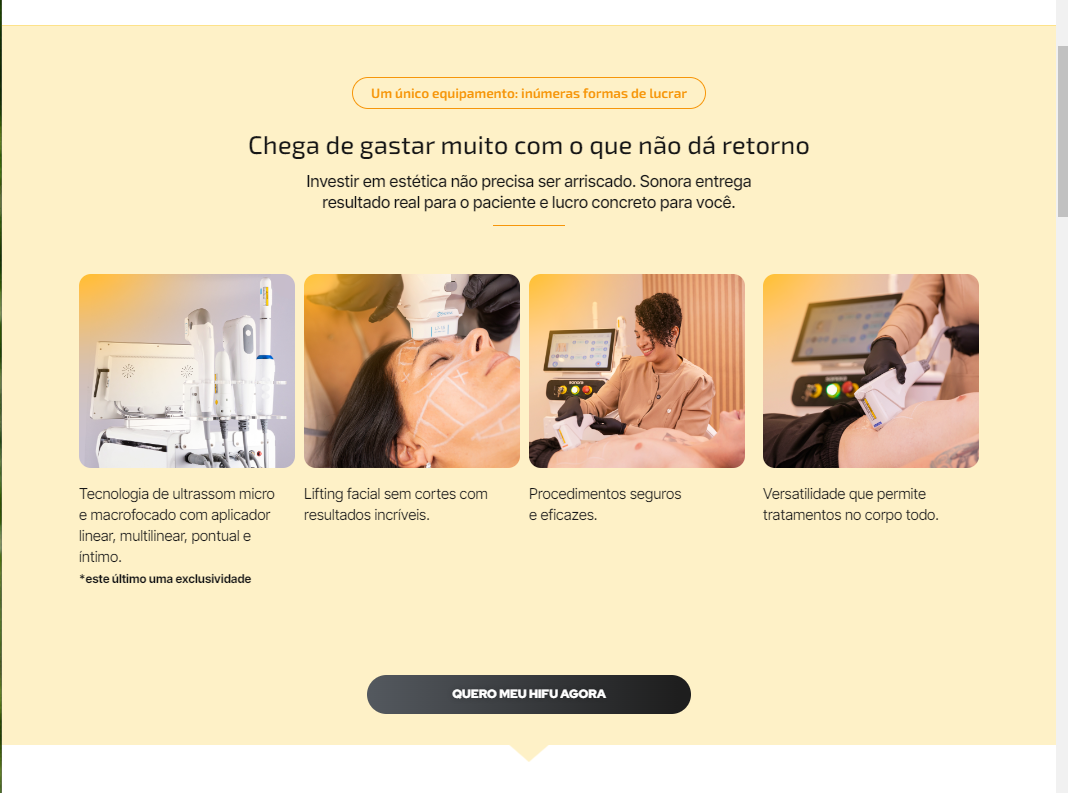 Um único equipamento: inúmeras formas de lucrar
Chega de gastar muito com o que não dá retorno
Investir em estética não precisa ser arriscado. Sonora entrega
resultado real para o paciente e lucro concreto para você.
Tecnologia de ultrassom micro
e macrofocado com aplicador
linear, multilinear, pontual e
íntimo.
*este último uma exclusividade
Lifting facial sem cortes com
resultados incríveis.
sonora
Procedimentos seguros
e eficazes.
Versatilidade que permite
tratamentos no corpo todo.
QUERO MEU HIFU AGORA